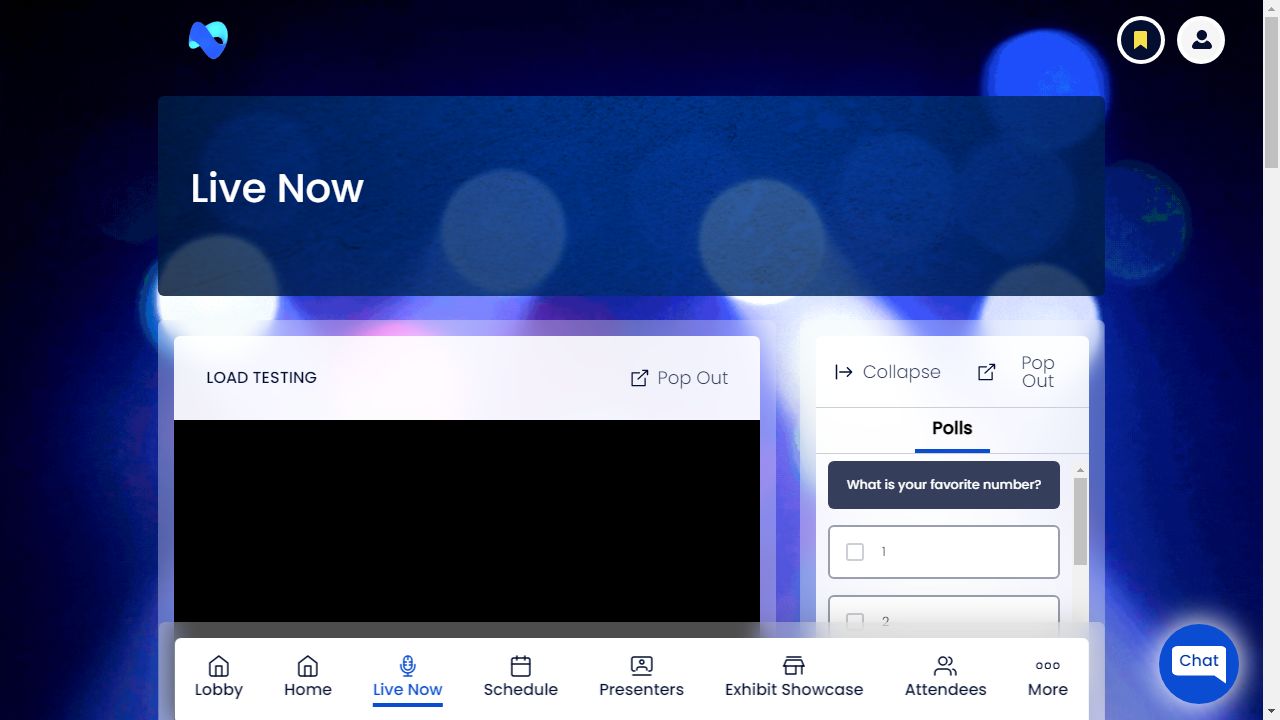 Live Now
LOAD TESTING
Pop Out
Collapse
Pop
Out
Polls
What is your favorite number?
1
2
Lobby
Home
Live Now
Schedule
Presenters
Exhibit Showcase
Attendees
More
Chat